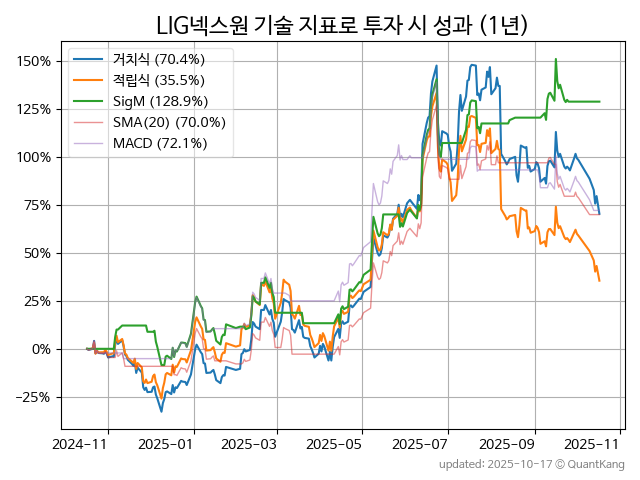 LIG넥스원 기술 지표로 투자 시 성과 (1년)
거치식 (70.4%)
적립식 (35.5%)
SigM (128.9%)
SMA(20) (70.0%)
MACD (72.1%)
150%
125%
100%
75%
50%
25%
0%
−25%
2024-11 2025-01 2025-03 2025-05 2025-07 2025-09 2025-11
updated: 2025-10-17 © QuantKang